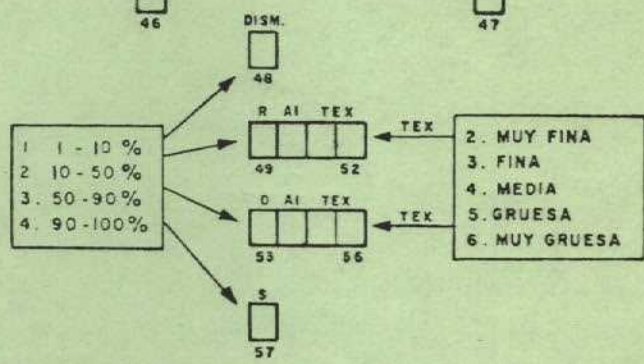 46
47
DISM.
48
R AI TEX
49 52
1 1 - 10 %
2 10 - 50 %
3. 50 - 90 %
4. 90 - 100 %
TEX
2. MUY FINA
3. FINA
4. MEDIA
5. GRUESA
6. MUY GRUESA
O AI TEX
53 56
TEX
S
57